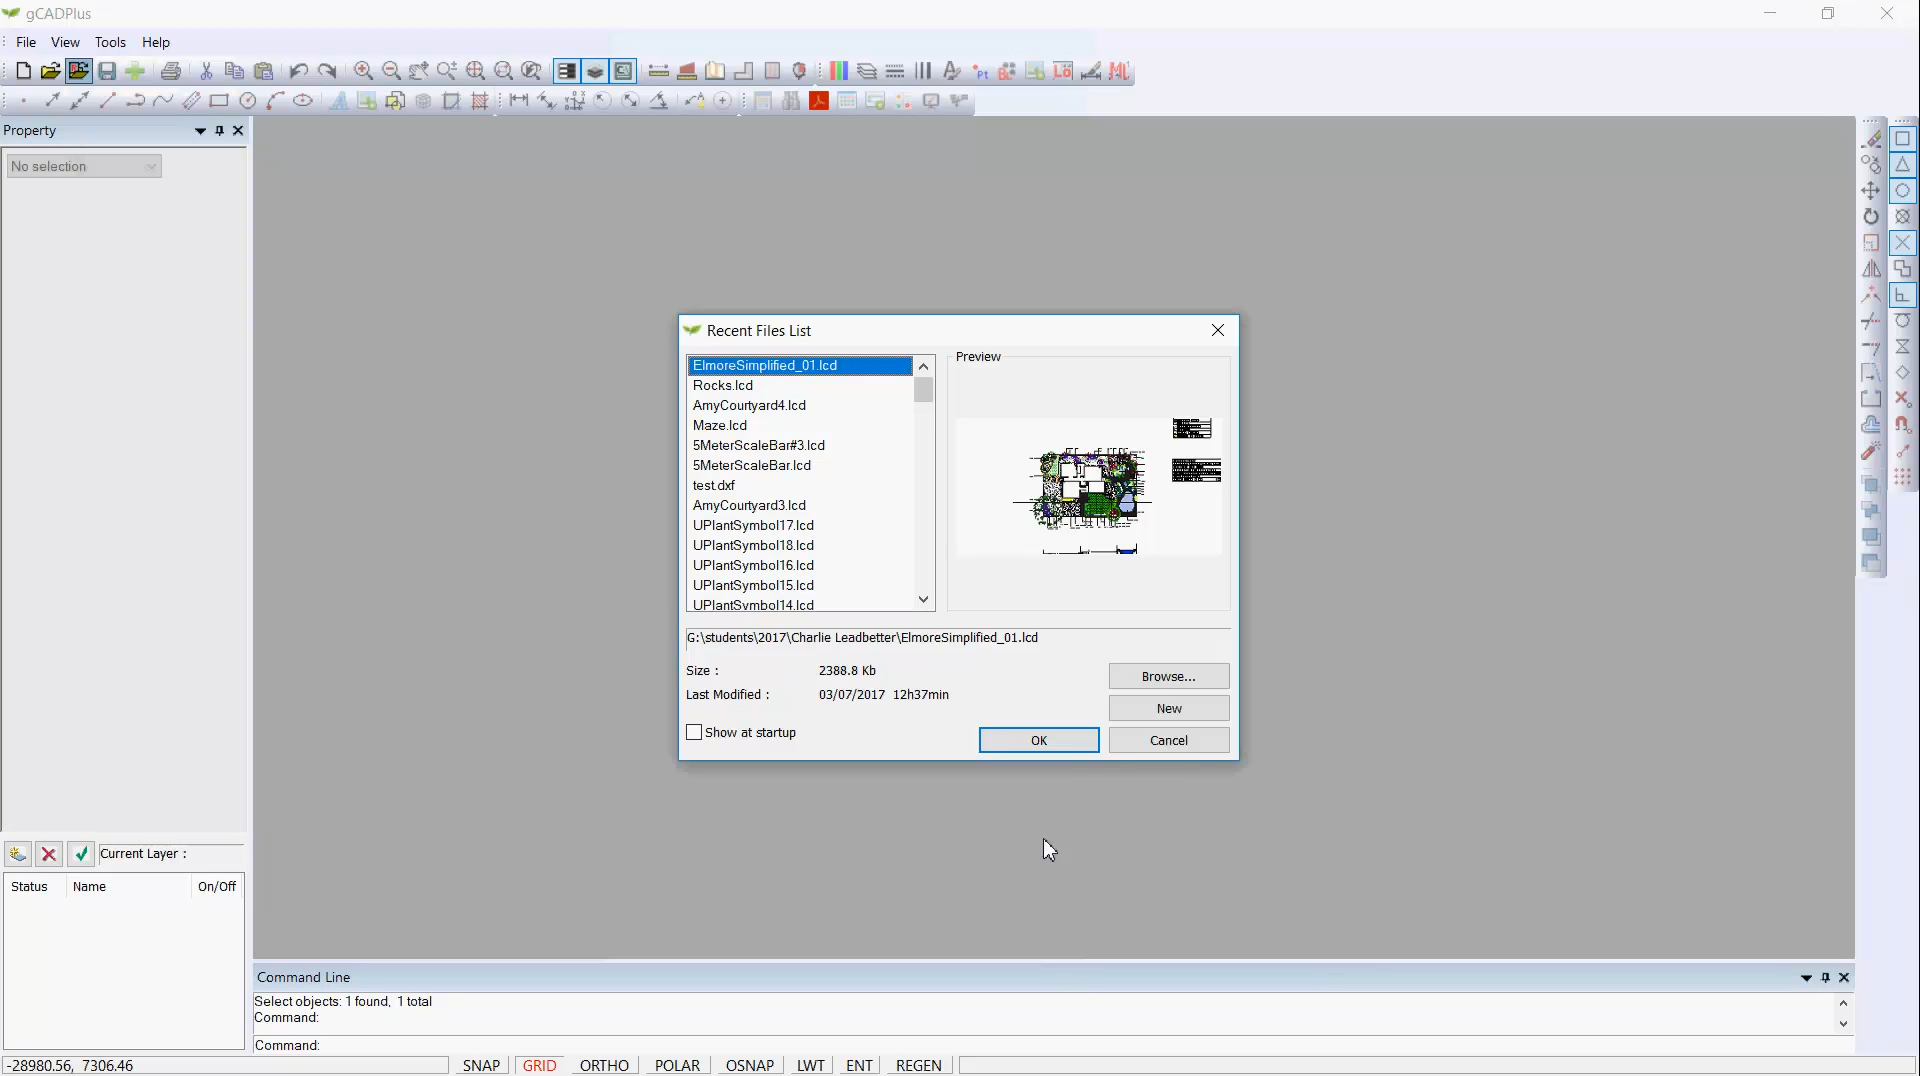 gCADPlus
File View Tools Help
Property
No selection
Recent Files List
ElmoreSimplified_01.lcd
Rocks.lcd
AmyCourtyard4.lcd
Maze.lcd
5MeterScaleBar#3.lcd
5MeterScaleBar.lcd
test.dxf
AmyCourtyard3.lcd
UPlantSymbol17.lcd
UPlantSymbol18.lcd
UPlantSymbol16.lcd
UPlantSymbol15.lcd
UPlantSymbol14.lcd
Preview
G:\students\2017\Charlie Leadbetter\ElmoreSimplified_01.lcd
Size : 2388.8 Kb
Last Modified : 03/07/2017 12h37min
Browse...
New
Show at startup
OK
Cancel
Current Layer :
Status Name On/Off
Command Line
Select objects: 1 found, 1 total
Command:
Command:
-28980.56, 7306.46
SNAP GRID ORTHO POLAR OSNAP LWT ENT REGEN